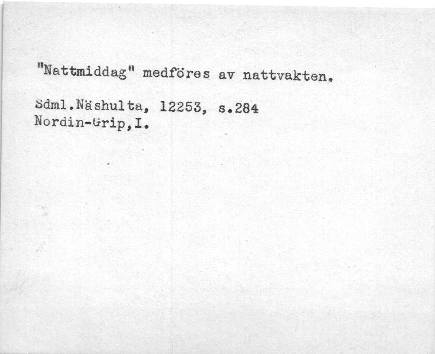 "Nattmiddag" medföres av nattvakten.
Sdml.Näshulta, 12253, s.284
Nordin-Grip,I.